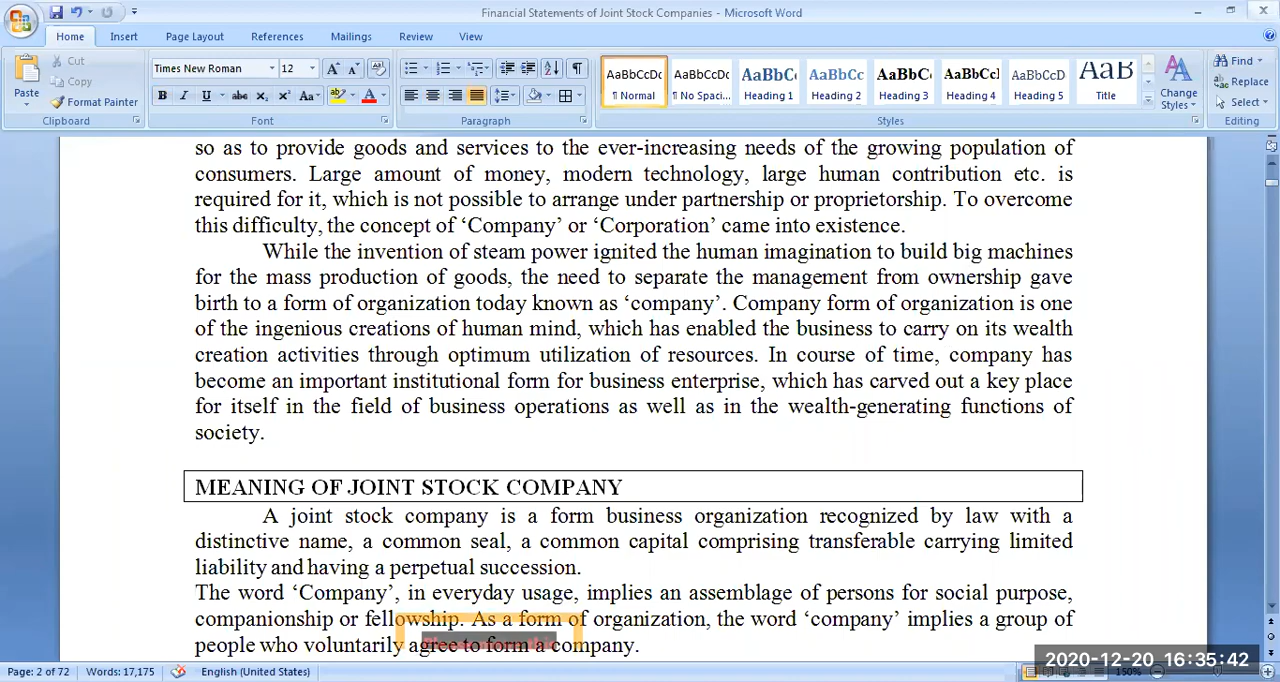 Financial Statements of Joint Stock Companies - Microsoft Word
Home Insert Page Layout References Mailings Review View
Paste
Cut
Copy
Format Painter
Clipboard
Times New Roman 12
Font
Paragraph
AaBbCcDc AaBbCcDc AaBbC AaBbCc AaBbC AaBbCcI AaBbCcD AaB
¶ Normal ¶ No Spaci... Heading 1 Heading 2 Heading 3 Heading 4 Heading 5 Title
Change Styles
Styles
Find
Replace
Select
Editing
so as to provide goods and services to the ever-increasing needs of the growing population of
consumers. Large amount of money, modern technology, large human contribution etc. is
required for it, which is not possible to arrange under partnership or proprietorship. To overcome
this difficulty, the concept of ‘Company’ or ‘Corporation’ came into existence.
While the invention of steam power ignited the human imagination to build big machines
for the mass production of goods, the need to separate the management from ownership gave
birth to a form of organization today known as ‘company’. Company form of organization is one
of the ingenious creations of human mind, which has enabled the business to carry on its wealth
creation activities through optimum utilization of resources. In course of time, company has
become an important institutional form for business enterprise, which has carved out a key place
for itself in the field of business operations as well as in the wealth-generating functions of
society.
MEANING OF JOINT STOCK COMPANY
A joint stock company is a form business organization recognized by law with a
distinctive name, a common seal, a common capital comprising transferable carrying limited
liability and having a perpetual succession.
The word ‘Company’, in everyday usage, implies an assemblage of persons for social purpose,
companionship or fellowship. As a form of organization, the word ‘company’ implies a group of
people who voluntarily agree to form a company.
2020-12-20 16:35:42
Page: 2 of 72 Words: 17,175 English (United States) 150%